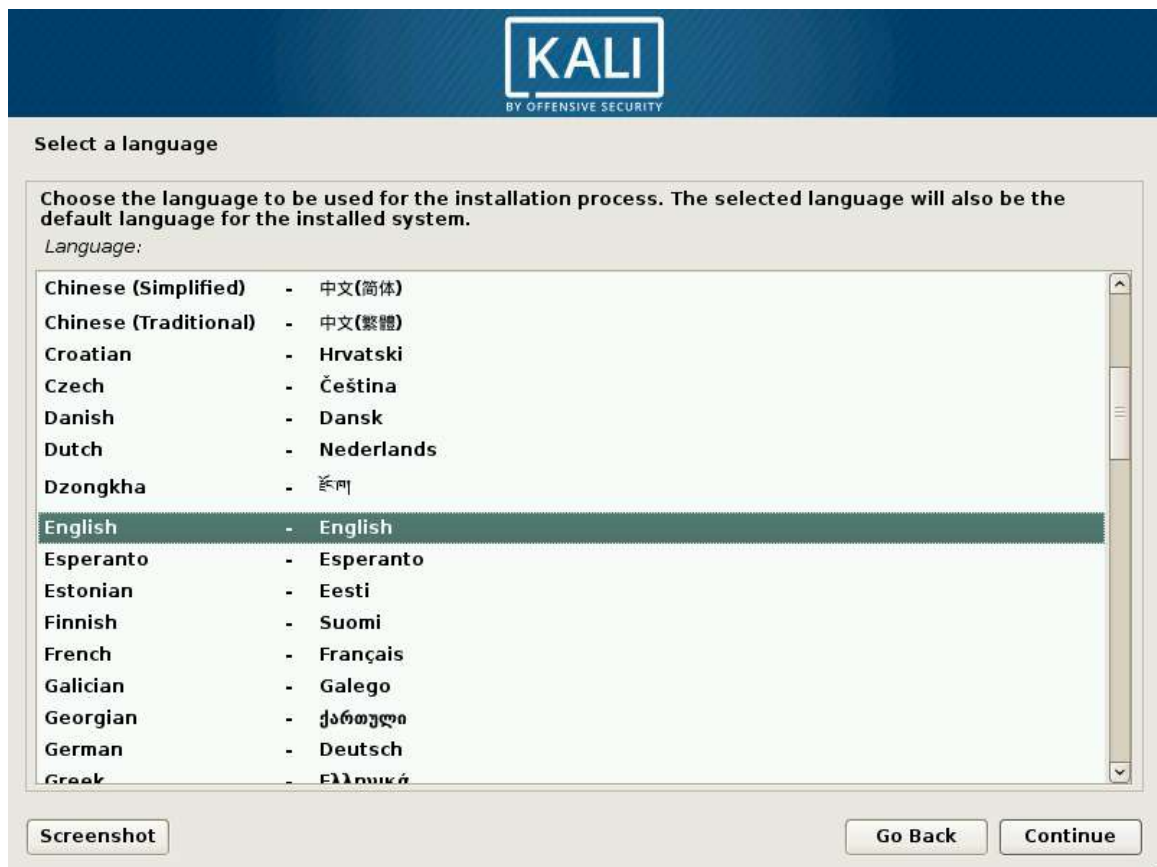 KALI
BY OFFENSIVE SECURITY
Select a language
Choose the language to be used for the installation process. The selected language will also be the
default language for the installed system.
Language:
Chinese (Simplified) - 中文(简体)
Chinese (Traditional) - 中文(繁體)
Croatian - Hrvatski
Czech - Čeština
Danish - Dansk
Dutch - Nederlands
Dzongkha - རྫོང་ཁ།
English - English
Esperanto - Esperanto
Estonian - Eesti
Finnish - Suomi
French - Français
Galician - Galego
Georgian - ქართული
German - Deutsch
Greek - Ελληνικά
Screenshot Go Back Continue